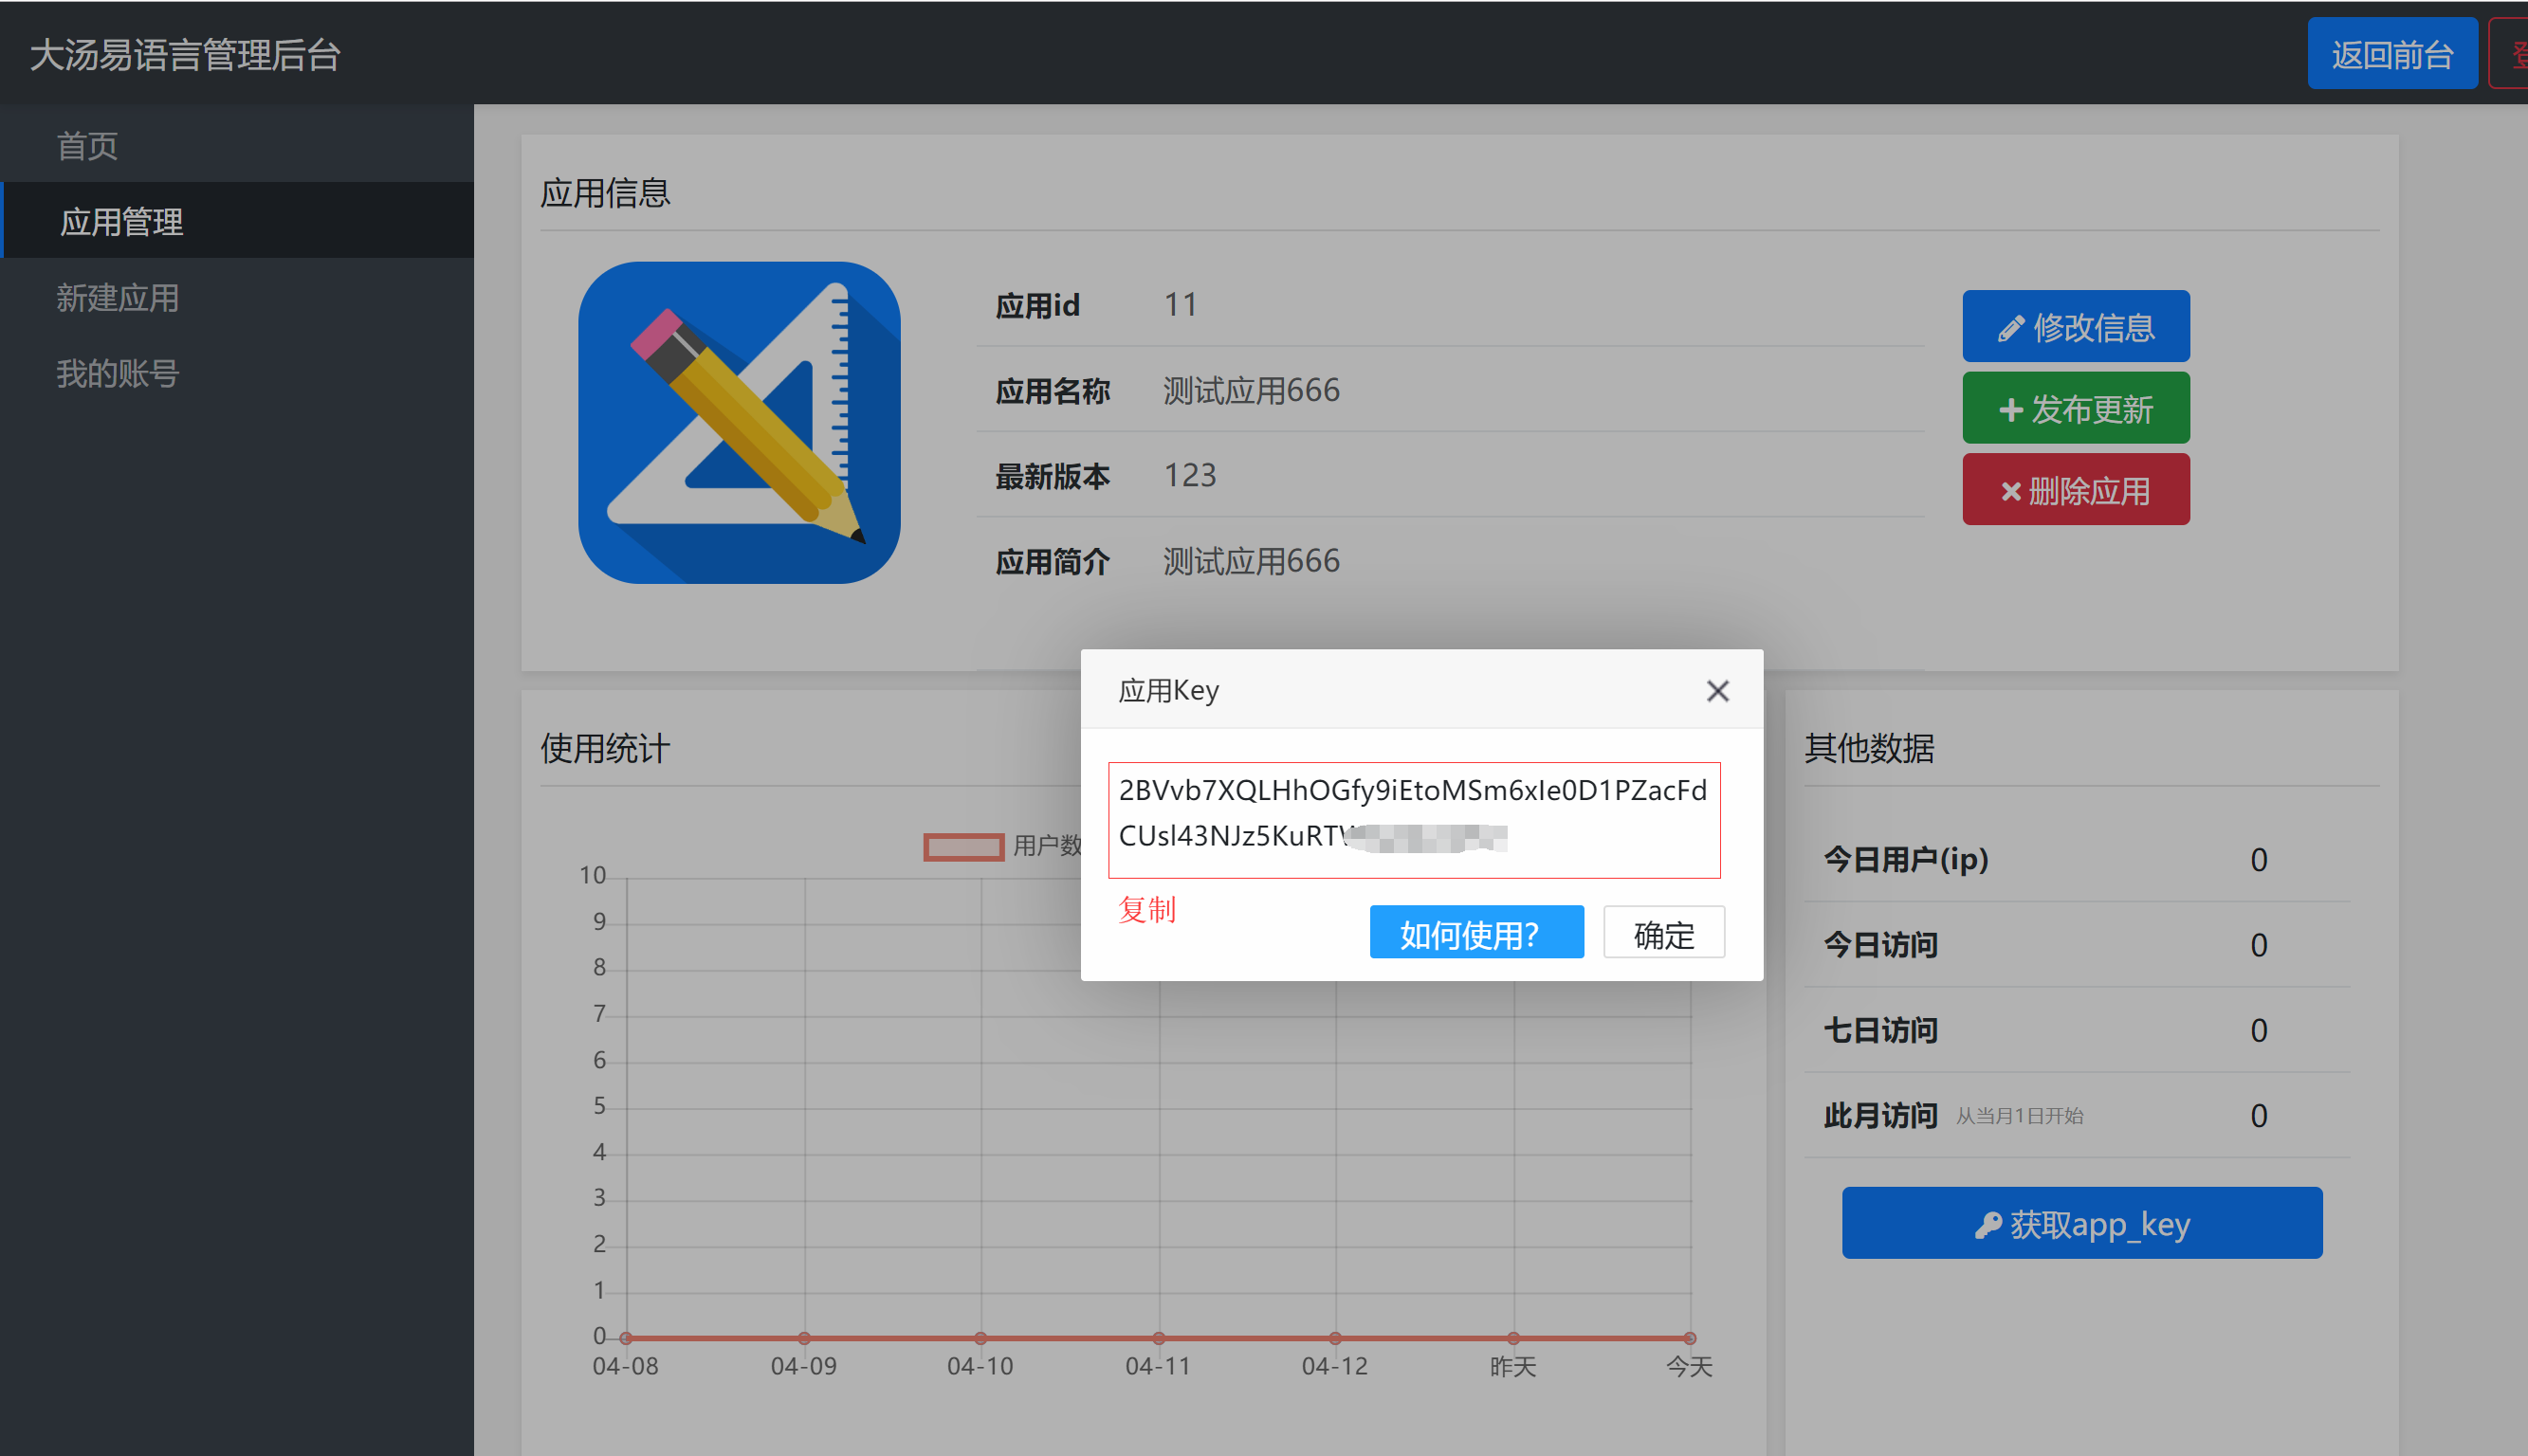 大汤易语言管理后台
返回前台
首页
应用管理
新建应用
我的账号
应用信息
应用id 11
应用名称 测试应用666
最新版本 123
应用简介 测试应用666
修改信息
发布更新
删除应用
应用Key
2BVvb7XQLHhOGfy9iEtoMSm6xIe0D1PZacFd
CUsl43NJz5KuRT
复制
如何使用?
确定
使用统计
用户数
10
9
8
7
6
5
4
3
2
1
0
04-08 04-09 04-10 04-11 04-12 昨天 今天
其他数据
今日用户(ip) 0
今日访问 0
七日访问 0
此月访问 从当月1日开始 0
获取app_key